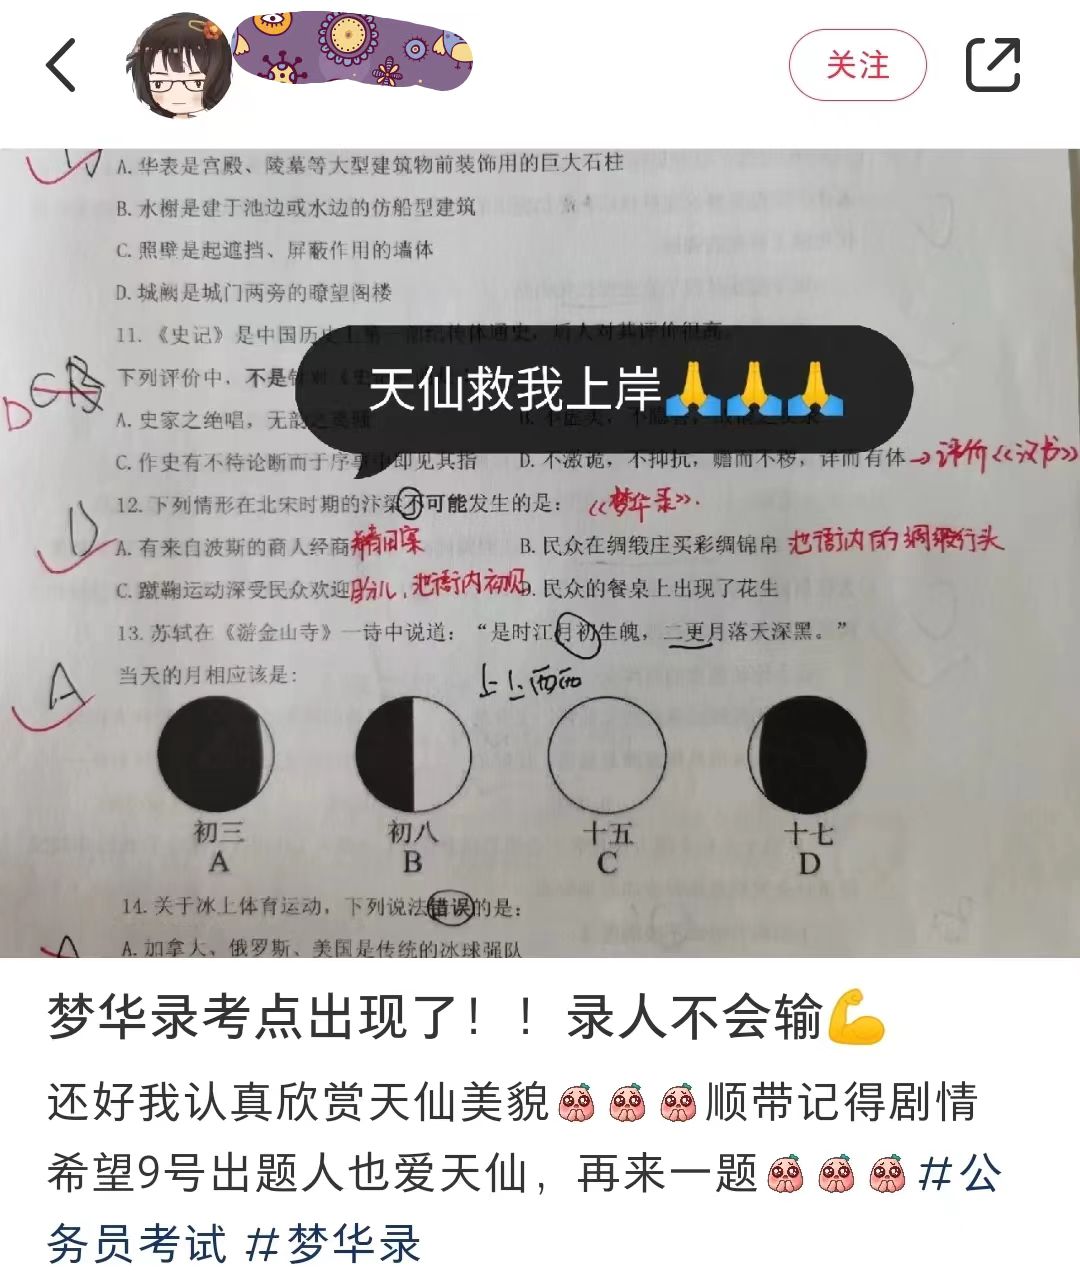 关注
A. 华表是宫殿、陵墓等大型建筑物前装饰用的巨大石柱
B. 水榭是建于池边或水边的仿船型建筑
C. 照壁是起遮挡、屏蔽作用的墙体
D. 城阙是城门两旁的瞭望阁楼
11. 《史记》是中国历史上第一部纪传体通史，后人对其评价很高。
下列评价中，不是
天仙救我上岸🙏🙏🙏
D
A. 史家之绝唱，无韵之离骚
C. 作史有不待论断而于序事中即见其指 D. 不激诡，不抑抗，赡而不秽，详而有体→评价《汉书》
12. 下列情形在北宋时期的汴梁不可能发生的是： 《梦华录》.
D
A. 有来自波斯的商人经商 B. 民众在绸缎庄买彩绸锦帛 池衙内的绸缎行头
C. 蹴鞠运动深受民众欢迎盼儿，池衙内初见 D. 民众的餐桌上出现了花生
13. 苏轼在《游金山寺》一诗中说道：“是时江月初生魄，二更月落天深黑。”
当天的月相应该是：
上上西西
A
初三 初八 十五 十七
A B C D
14. 关于冰上体育运动，下列说法错误的是：
A. 加拿大、俄罗斯、美国是传统的冰球强队
梦华录考点出现了！！录人不会输💪
还好我认真欣赏天仙美貌🥺🥺🥺顺带记得剧情
希望9号出题人也爱天仙，再来一题🥺🥺🥺#公
务员考试 #梦华录